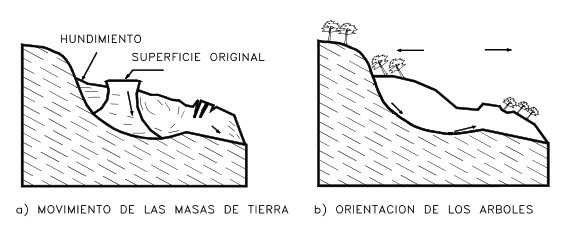 HUNDIMIENTO
SUPERFICIE ORIGINAL
a) MOVIMIENTO DE LAS MASAS DE TIERRA
b) ORIENTACION DE LOS ARBOLES